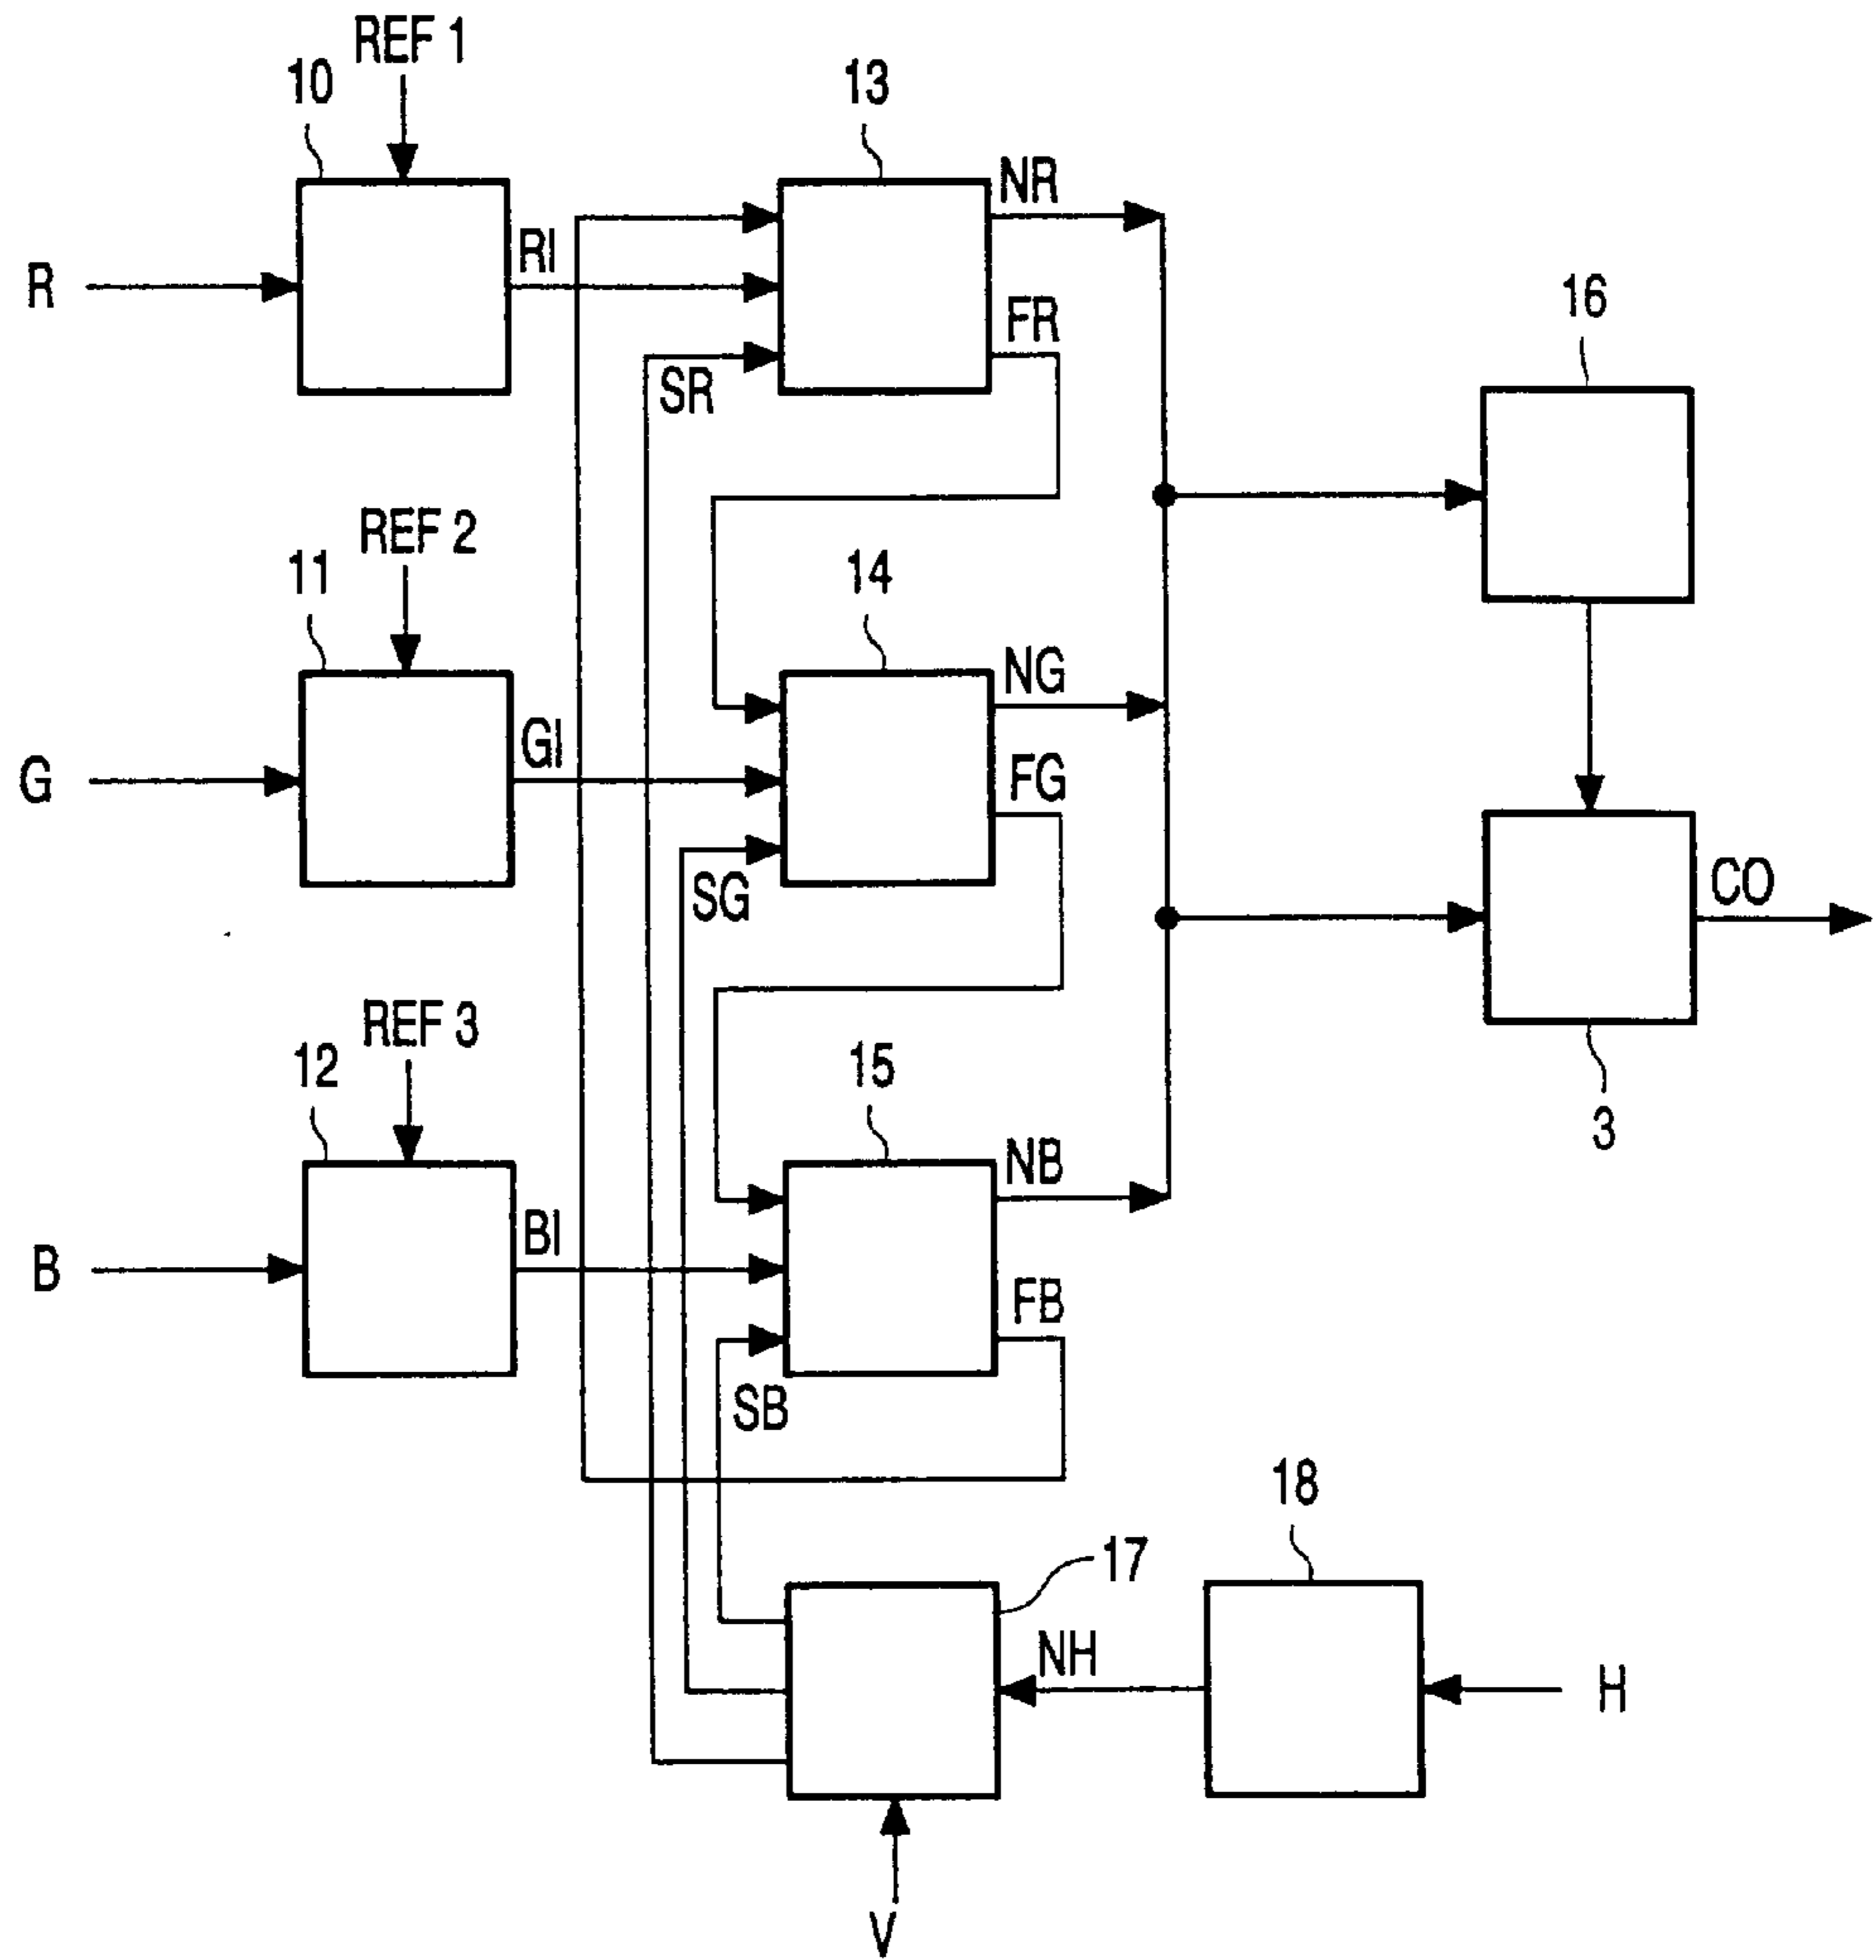 REF 1
10
13
NR
RI
R
FR
16
SR
REF 2
11
14
NG
GI
FG
G
SG
CO
REF 3
12
15
3
NB
BI
B
FB
SB
18
17
NH
H
V